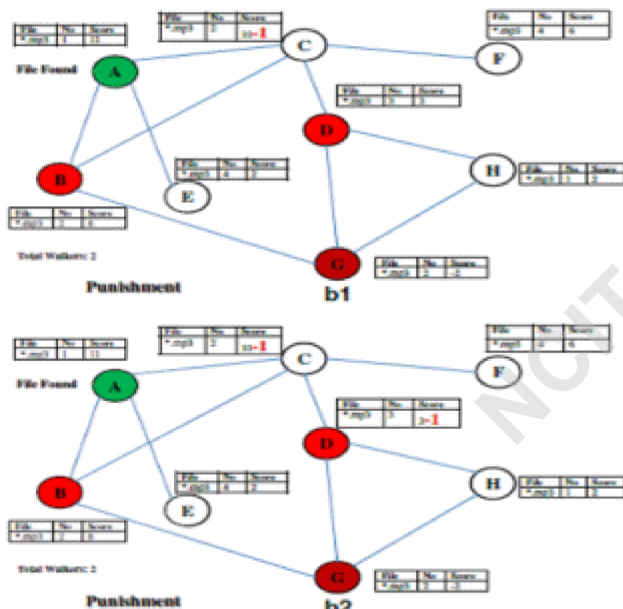 File No Score
*.mp3 1 11
File Found
A
File No Score
*.mp3 2 10-1
C
File No Score
*.mp3 4 6
F
File No Score
*.mp3 3 3
D
B
File No Score
*.mp3 4 2
E
H
File No Score
*.mp3 1 2
File No Score
*.mp3 2 8
Total Walkers: 2
G
File No Score
*.mp3 2 -2
Punishment
b1
File No Score
*.mp3 1 11
File Found
A
File No Score
*.mp3 2 10-1
C
File No Score
*.mp3 4 6
F
File No Score
*.mp3 3 3-1
D
B
File No Score
*.mp3 4 2
E
H
File No Score
*.mp3 1 2
File No Score
*.mp3 2 8
Total Walkers: 2
G
File No Score
*.mp3 2 -2
Punishment
b2
NCIT